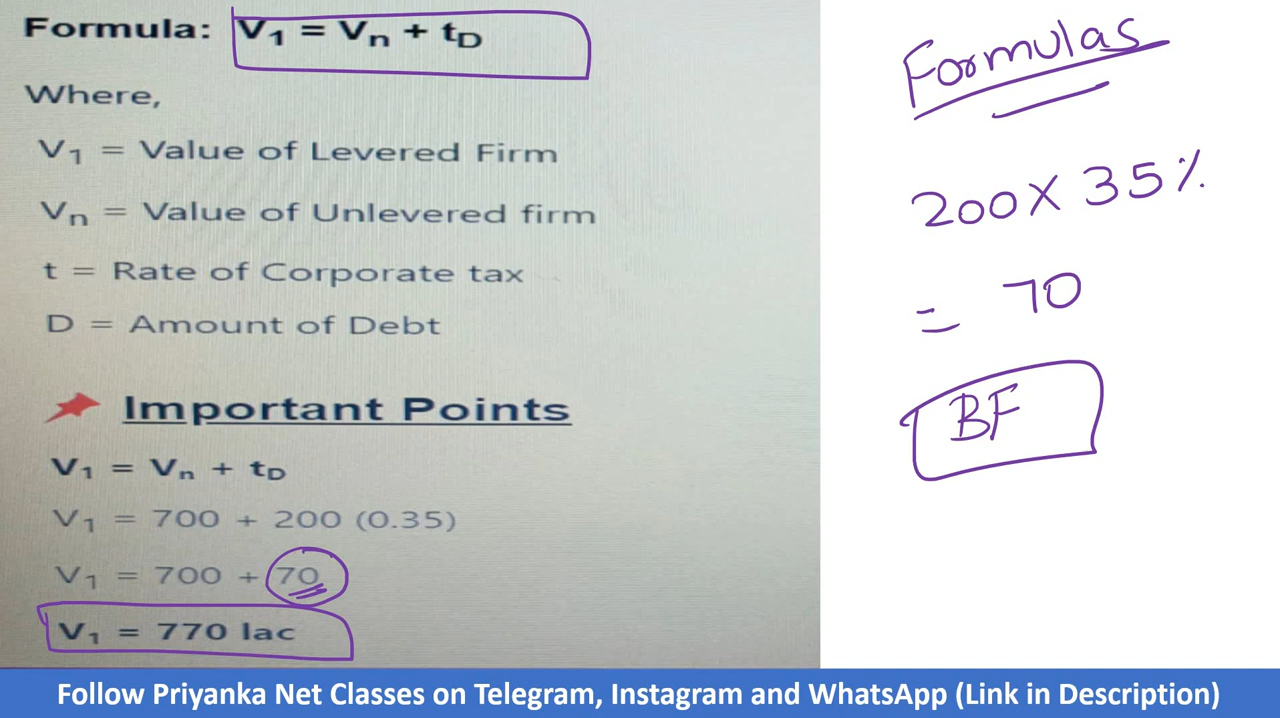 Formula: V₁ = Vₙ + t_D
Where,
V₁ = Value of Levered Firm
Vₙ = Value of Unlevered firm
t = Rate of Corporate tax
D = Amount of Debt
Important Points
V₁ = Vₙ + t_D
V₁ = 700 + 200 (0.35)
V₁ = 700 + 70
V₁ = 770 lac
Formulas
200 X 35%
= 70
BF
Follow Priyanka Net Classes on Telegram, Instagram and WhatsApp (Link in Description)